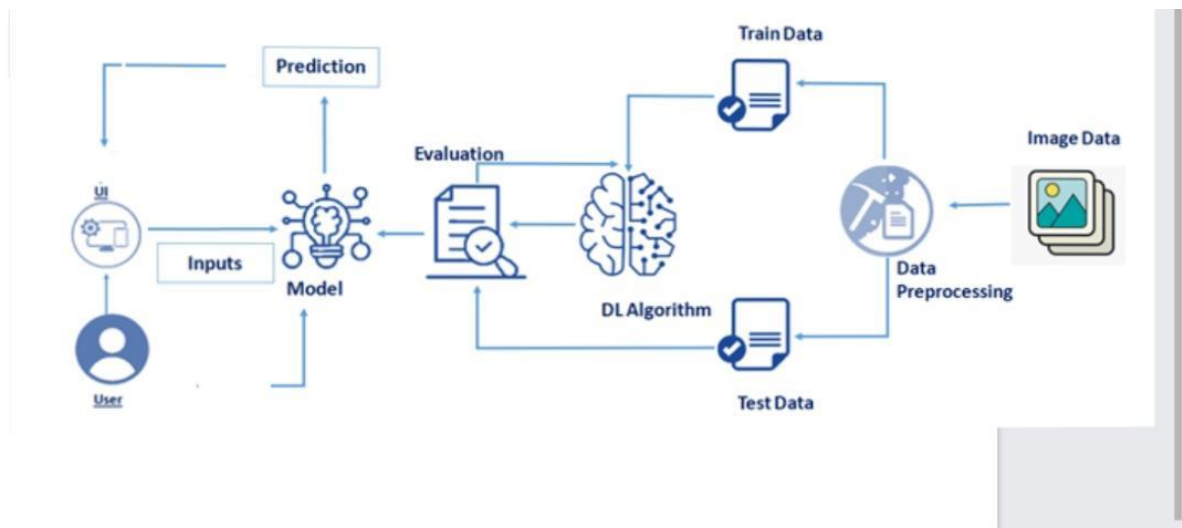 Train Data
Prediction
Image Data
Evaluation
UI
Inputs
Model
Data
Preprocessing
DL Algorithm
User
Test Data